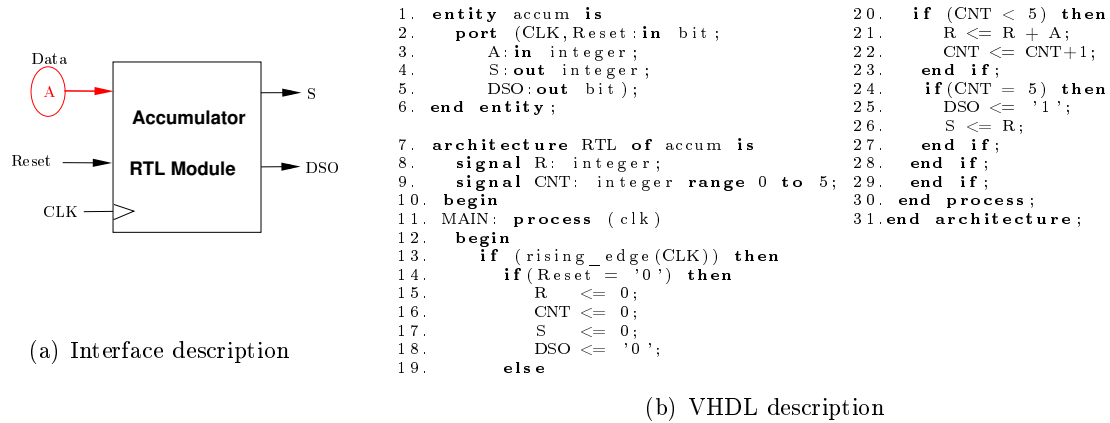 Data
A
Accumulator
RTL Module
S
Reset
DSO
CLK
(a) Interface description
1. entity accum is
2. port (CLK,Reset:in bit;
3. A:in integer;
4. S:out integer;
5. DSO:out bit);
6. end entity;
7. architecture RTL of accum is
8. signal R: integer;
9. signal CNT: integer range 0 to 5;
10. begin
11. MAIN: process (clk)
12. begin
13. if (rising_edge(CLK)) then
14. if(Reset = '0') then
15. R <= 0;
16. CNT <= 0;
17. S <= 0;
18. DSO <= '0';
19. else
20. if (CNT < 5) then
21. R <= R + A;
22. CNT <= CNT+1;
23. end if;
24. if(CNT = 5) then
25. DSO <= '1';
26. S <= R;
27. end if;
28. end if;
29. end if;
30. end process;
31.end architecture;
(b) VHDL description